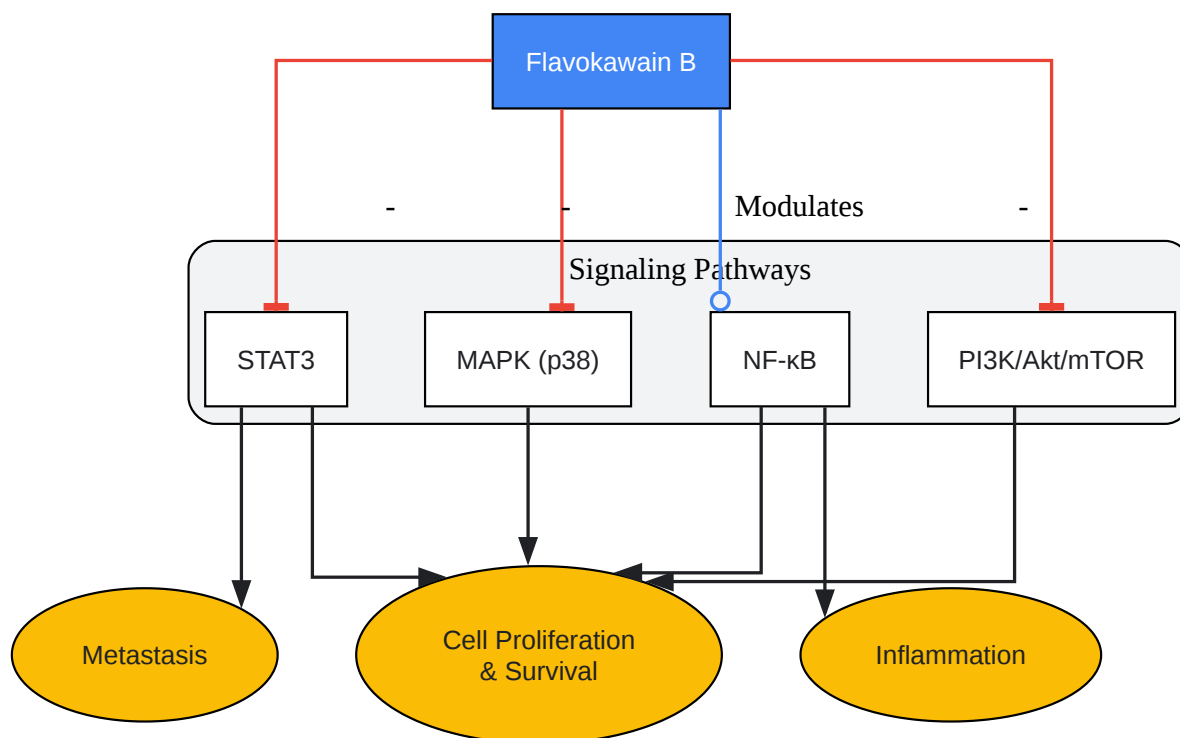 Flavokawain B
-
-
Modulates
-
Signaling Pathways
STAT3
MAPK (p38)
NF-κB
PI3K/Akt/mTOR
Metastasis
Cell Proliferation
& Survival
Inflammation